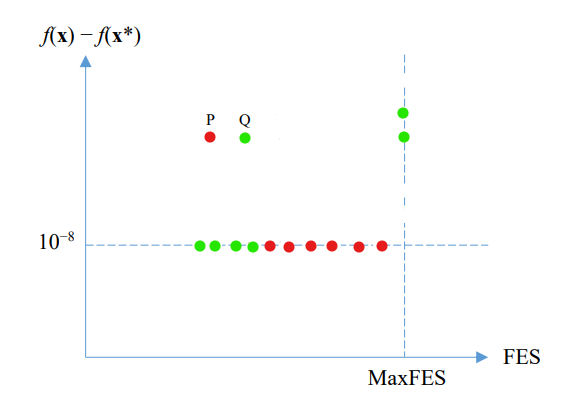 f(x) − f(x*)
P Q
10⁻⁸
FES
MaxFES